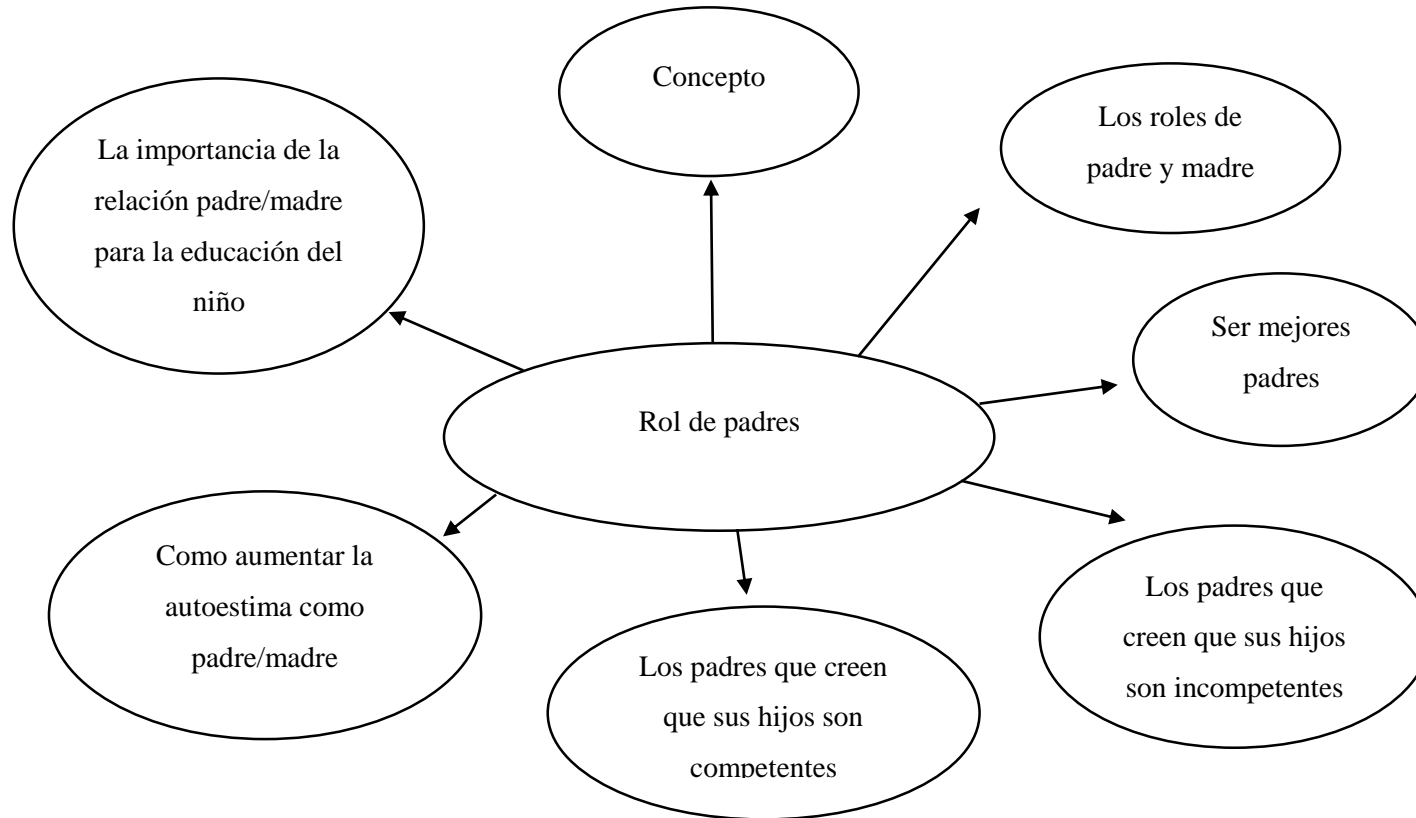 Concepto
Los roles de
padre y madre
La importancia de la
relación padre/madre
para la educación del
niño
Ser mejores
padres
Rol de padres
Como aumentar la
autoestima como
padre/madre
Los padres que
creen que sus hijos
son incompetentes
Los padres que creen
que sus hijos son
competentes